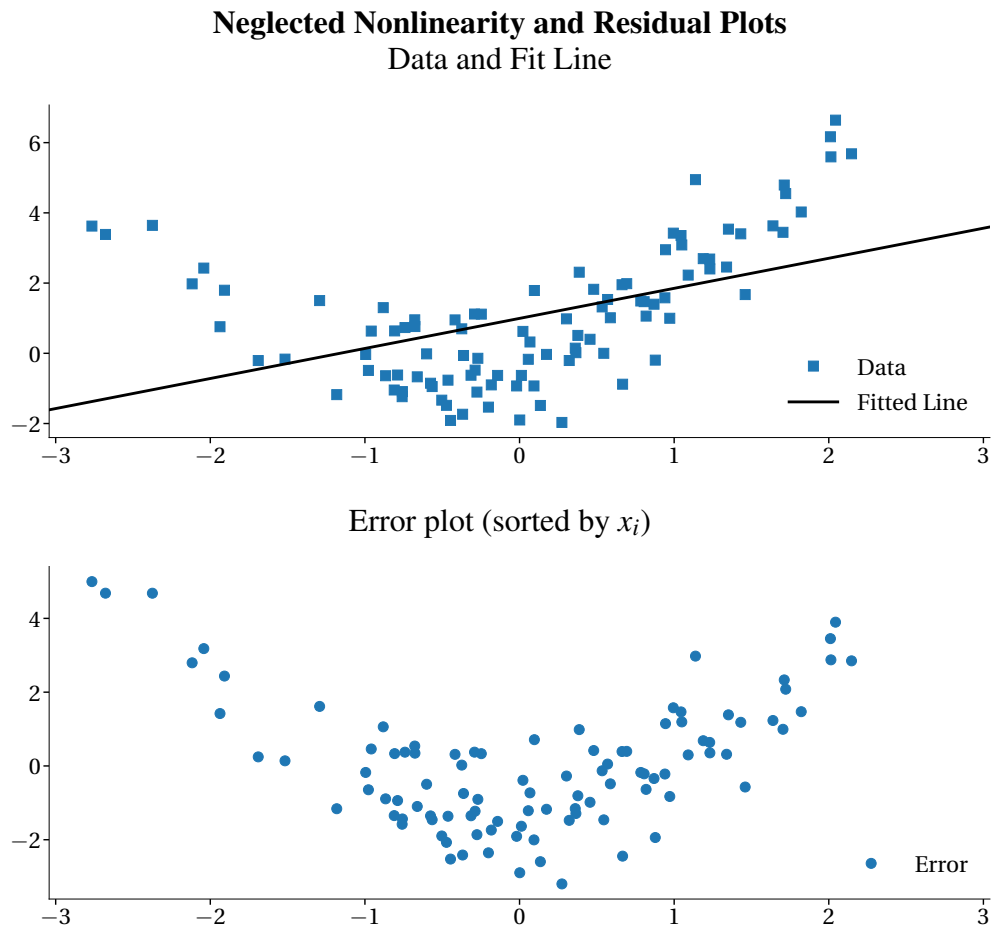 Neglected Nonlinearity and Residual Plots
Data and Fit Line
6
4
2
0
−2
Data
Fitted Line
−3 −2 −1 0 1 2 3
Error plot (sorted by xᵢ)
4
2
0
−2
Error
−3 −2 −1 0 1 2 3